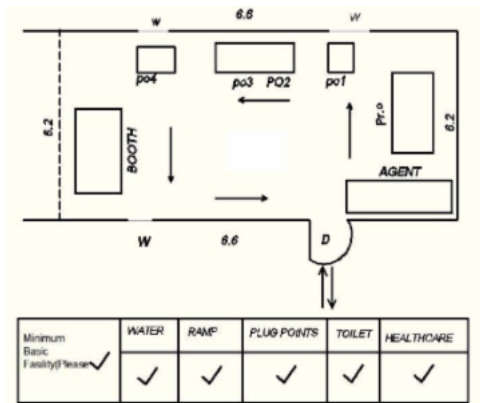 6.6
w
W
po4
po3
PO2
po1
Pr.o
6.2
6.2
BOOTH
AGENT
W
6.6
D
Minimum
Basic
Fasility(Please
WATER
RAMP
PLUG POINTS
TOILET
HEALTHCARE